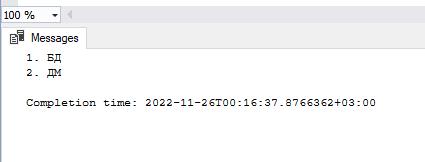 100 %
Messages
1. БД
2. ДМ
Completion time: 2022-11-26T00:16:37.8766362+03:00